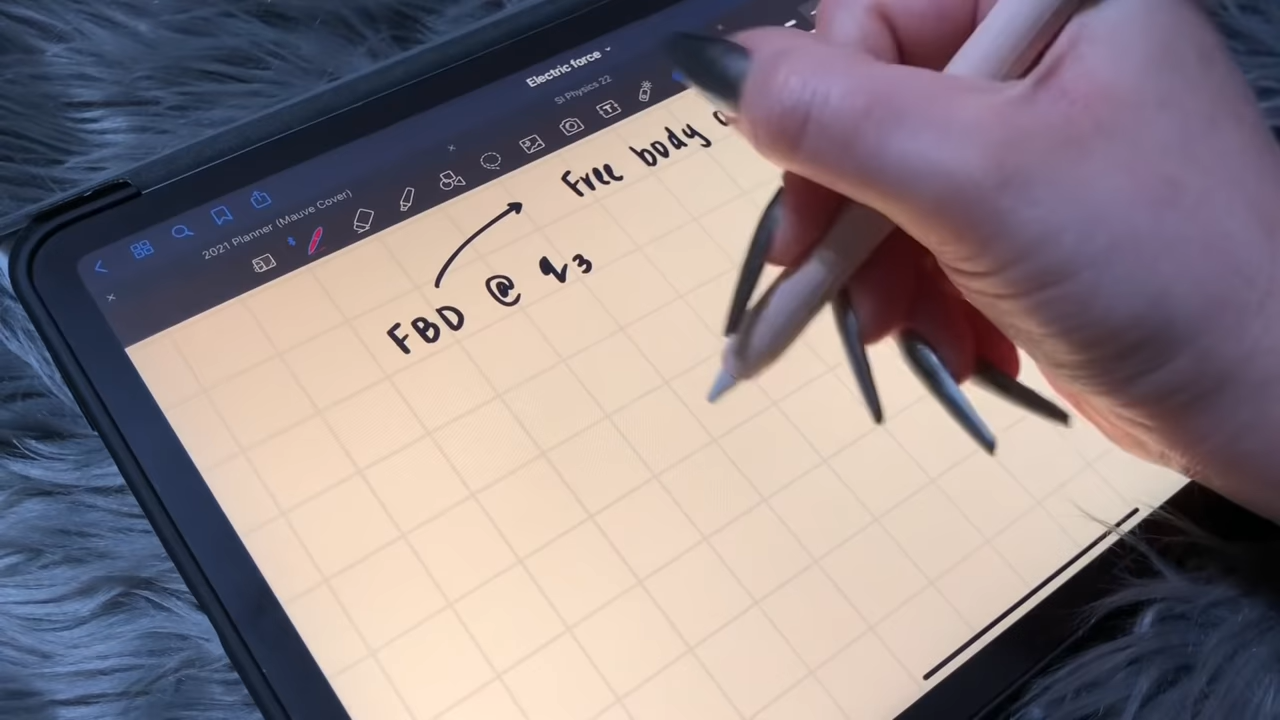 Electric force
SI Physics 22
2021 Planner (Mauve Cover)
Free body
FBD @ q3